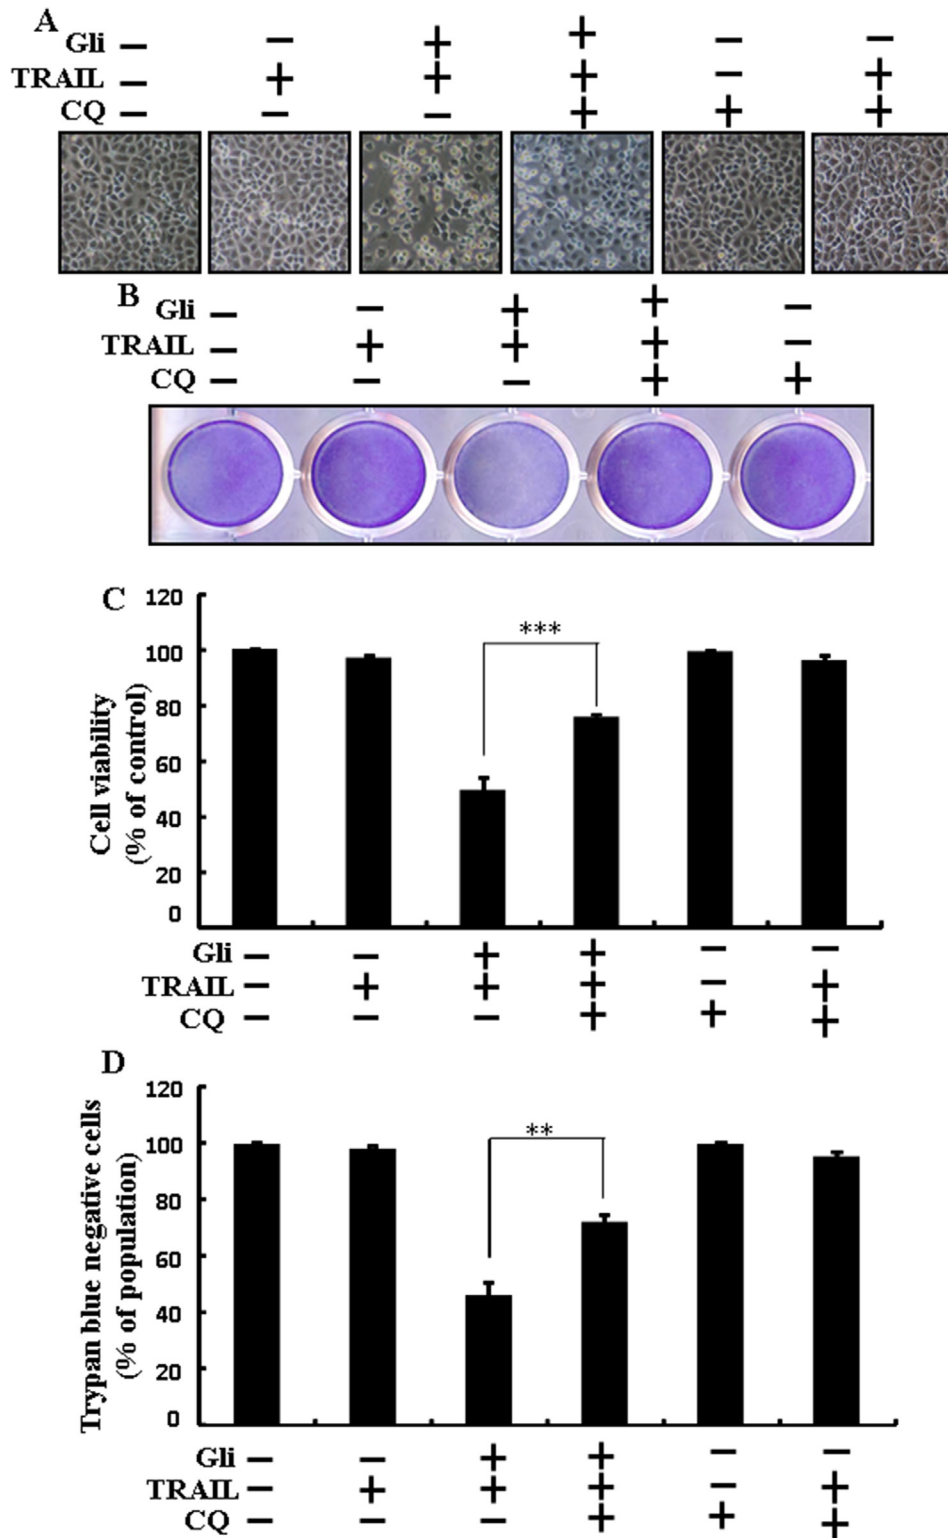 A
Gli — — + + — —
TRAIL — + + + — +
CQ — — — + + +
B
Gli — — + + —
TRAIL — + + + —
CQ — — — + +
C
Cell viability
(% of control)
120
100
80
60
40
20
0
***
Gli — — + + — —
TRAIL — + + + — +
CQ — — — + + +
D
Trypan blue negative cells
(% of population)
120
100
80
60
40
20
0
**
Gli — — + + — —
TRAIL — + + + — +
CQ — — — + + +